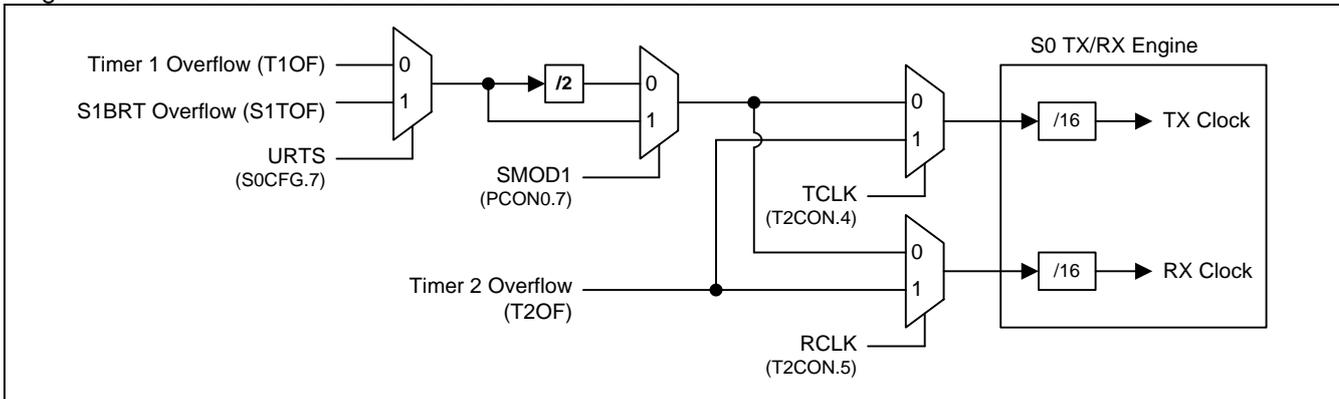 S0 TX/RX Engine
Timer 1 Overflow (T1OF)
0
/2
0
0
/16
TX Clock
S1BRT Overflow (S1TOF)
1
1
1
URTS
(S0CFG.7)
SMOD1
(PCON0.7)
TCLK
(T2CON.4)
0
/16
RX Clock
Timer 2 Overflow
(T2OF)
1
RCLK
(T2CON.5)